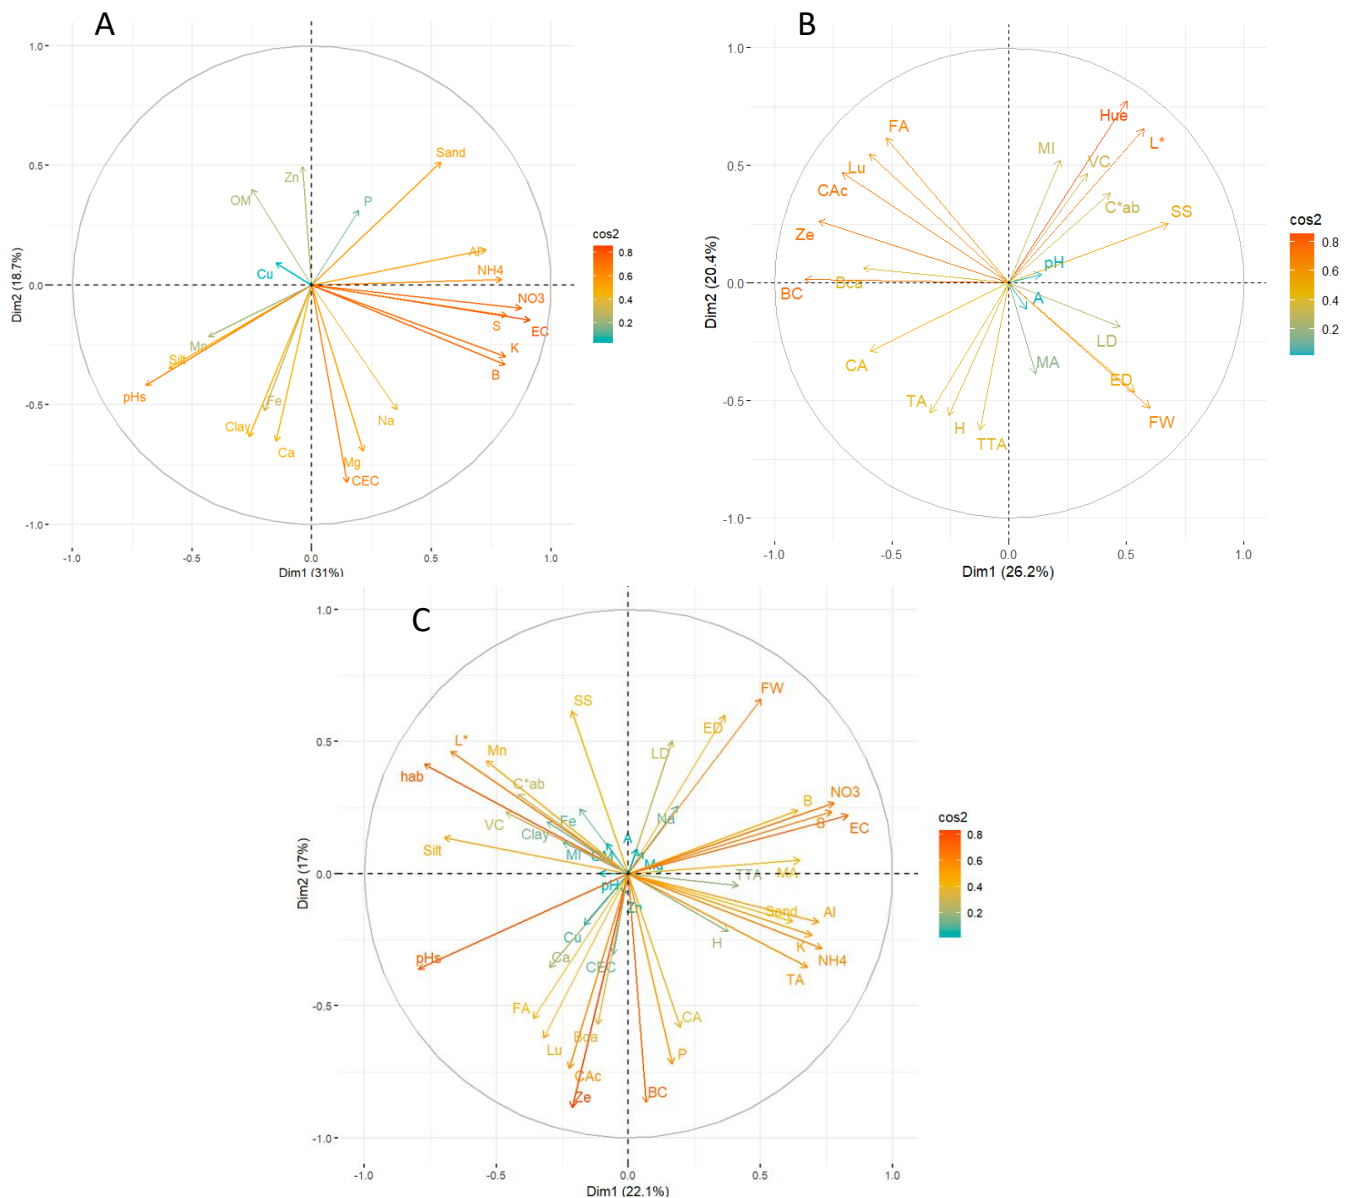 A
1.0
0.5
0.0
-0.5
-1.0
Dim2 (18.7%)
Sand
Zn
OM
P
Al
Cu
NH4
NO3
S
EC
K
B
Mn
Silt
pHs
Fe
Clay
Ca
Na
Mg
CEC
-1.0 -0.5 0.0 0.5 1.0
Dim1 (31%)
cos2
0.8
0.6
0.4
0.2
B
1.0
0.5
0.0
-0.5
-1.0
Dim2 (20.4%)
Hue
FA
L*
MI
VC
Lu
CAc
C*ab
SS
Ze
pH
Bca
BC
A
LD
MA
CA
ED
TA
H
FW
TTA
-1.0 -0.5 0.0 0.5 1.0
Dim1 (26.2%)
cos2
0.8
0.6
0.4
0.2
C
1.0
0.5
0.0
-0.5
-1.0
Dim2 (17%)
FW
SS
ED
L*
Mn
LD
hab
C*ab
NO3
B
Fe
Na
VC
S
EC
Clay
A
Silt
MI
OM
Mg
MA
TTA
pH
Zn
Sand
Al
Cu
H
K
NH4
pHs
Ca
CEC
TA
FA
CA
Bca
Lu
P
CAc
Ze
BC
-1.0 -0.5 0.0 0.5 1.0
Dim1 (22.1%)
cos2
0.8
0.6
0.4
0.2